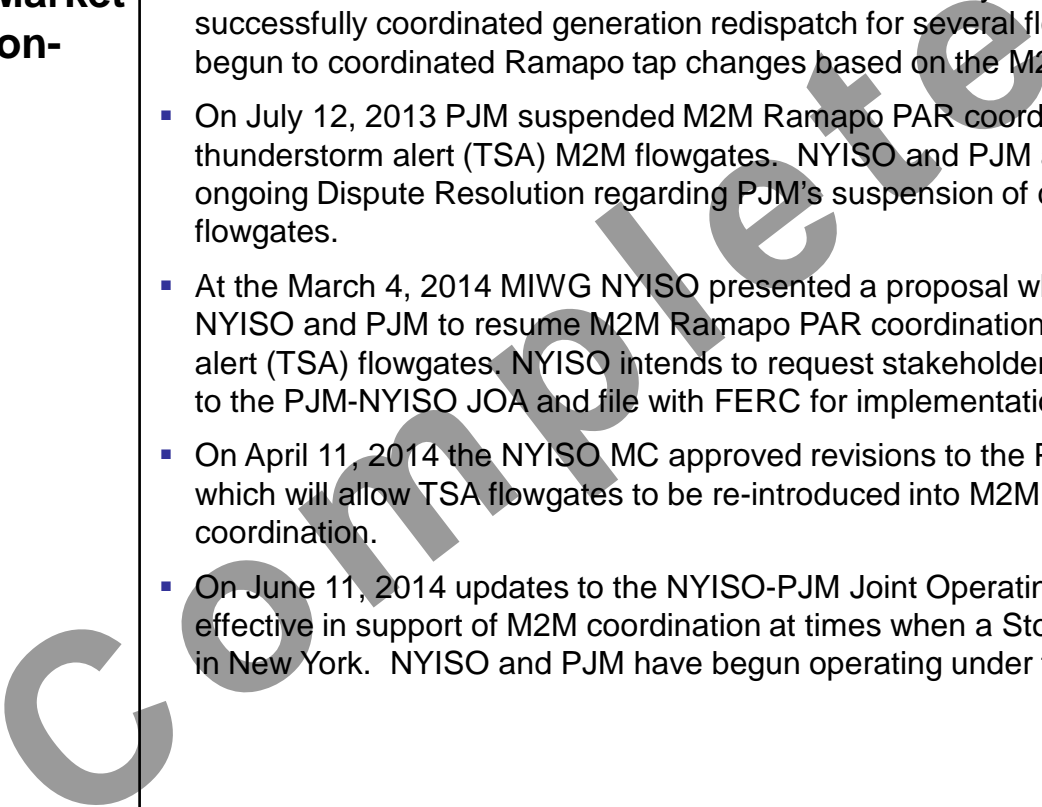 Market
on-
successfully coordinated generation redispatch for several fl
begun to coordinated Ramapo tap changes based on the M2
▪ On July 12, 2013 PJM suspended M2M Ramapo PAR coord
thunderstorm alert (TSA) M2M flowgates. NYISO and PJM
ongoing Dispute Resolution regarding PJM's suspension of
flowgates.
▪ At the March 4, 2014 MIWG NYISO presented a proposal w
NYISO and PJM to resume M2M Ramapo PAR coordination
alert (TSA) flowgates. NYISO intends to request stakeholder
to the PJM-NYISO JOA and file with FERC for implementati
▪ On April 11, 2014 the NYISO MC approved revisions to the
which will allow TSA flowgates to be re-introduced into M2M
coordination.
▪ On June 11, 2014 updates to the NYISO-PJM Joint Operatin
effective in support of M2M coordination at times when a Sto
in New York. NYISO and PJM have begun operating under
Complete